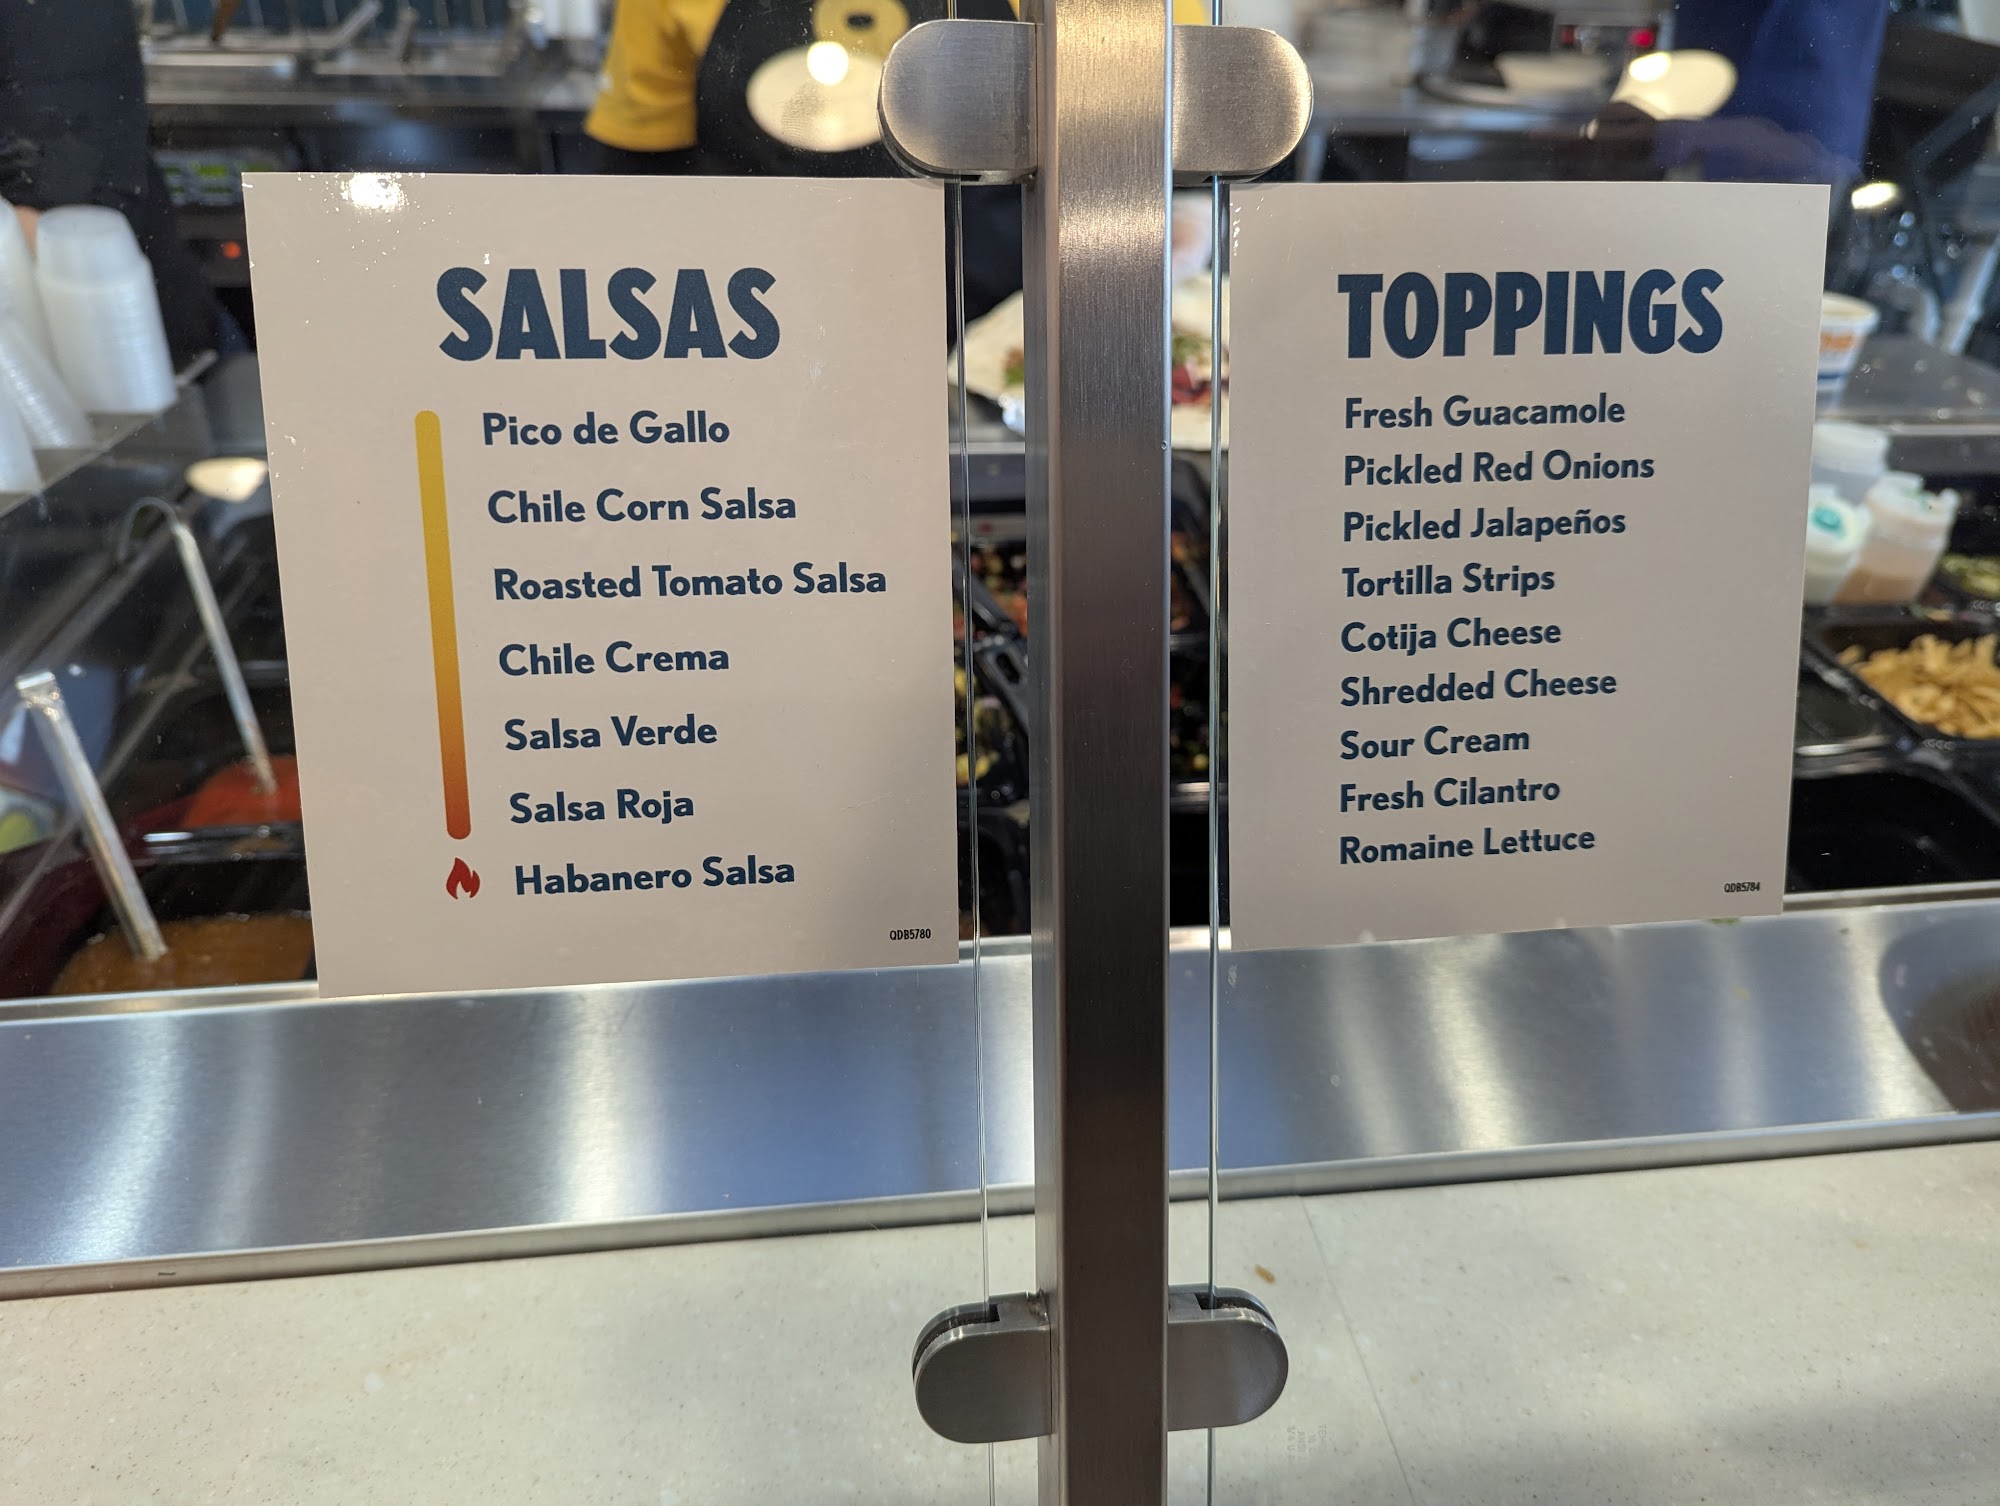 SALSAS
Pico de Gallo
Chile Corn Salsa
Roasted Tomato Salsa
Chile Crema
Salsa Verde
Salsa Roja
Habanero Salsa
QDB5780
TOPPINGS
Fresh Guacamole
Pickled Red Onions
Pickled Jalapeños
Tortilla Strips
Cotija Cheese
Shredded Cheese
Sour Cream
Fresh Cilantro
Romaine Lettuce
QDB5784